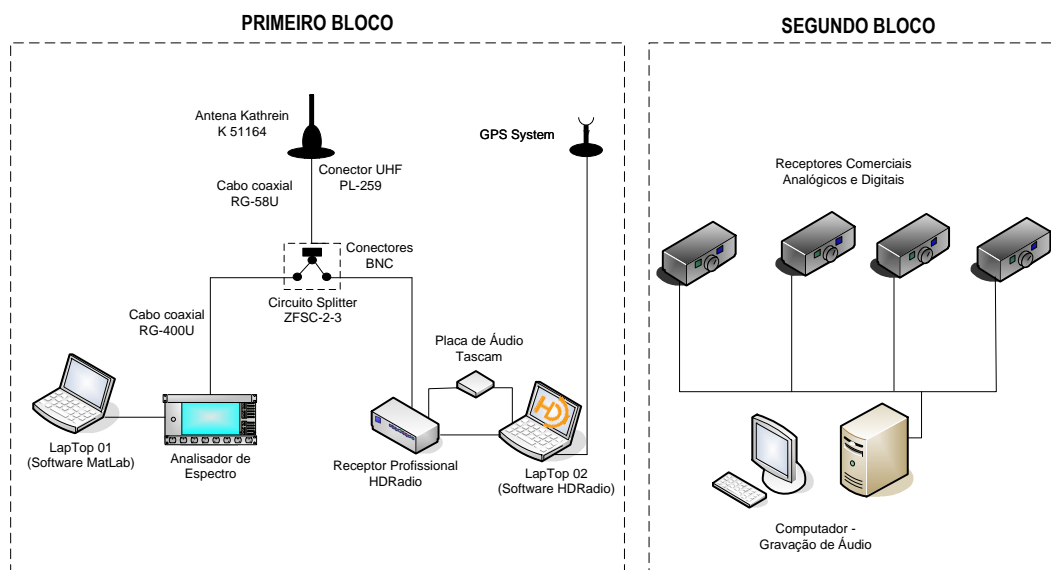 PRIMEIRO BLOCO
SEGUNDO BLOCO
Antena Kathrein
K 51164
GPS System
Conector UHF
PL-259
Cabo coaxial
RG-58U
Receptores Comerciais
Analógicos e Digitais
Conectores
BNC
Circuito Splitter
ZFSC-2-3
Cabo coaxial
RG-400U
Placa de Áudio
Tascam
HD
LapTop 01
(Software MatLab)
Analisador de
Espectro
Receptor Profissional
HDRadio
LapTop 02
(Software HDRadio)
Computador -
Gravação de Áudio